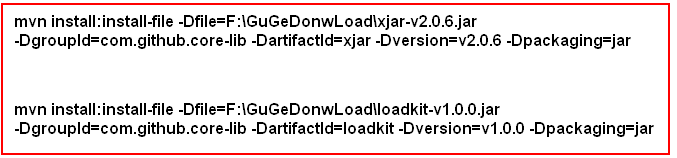 mvn install:install-file -Dfile=F:\GuGeDonwLoad\xjar-v2.0.6.jar
-DgroupId=com.github.core-lib -DartifactId=xjar -Dversion=v2.0.6 -Dpackaging=jar
mvn install:install-file -Dfile=F:\GuGeDonwLoad\loadkit-v1.0.0.jar
-DgroupId=com.github.core-lib -DartifactId=loadkit -Dversion=v1.0.0 -Dpackaging=jar